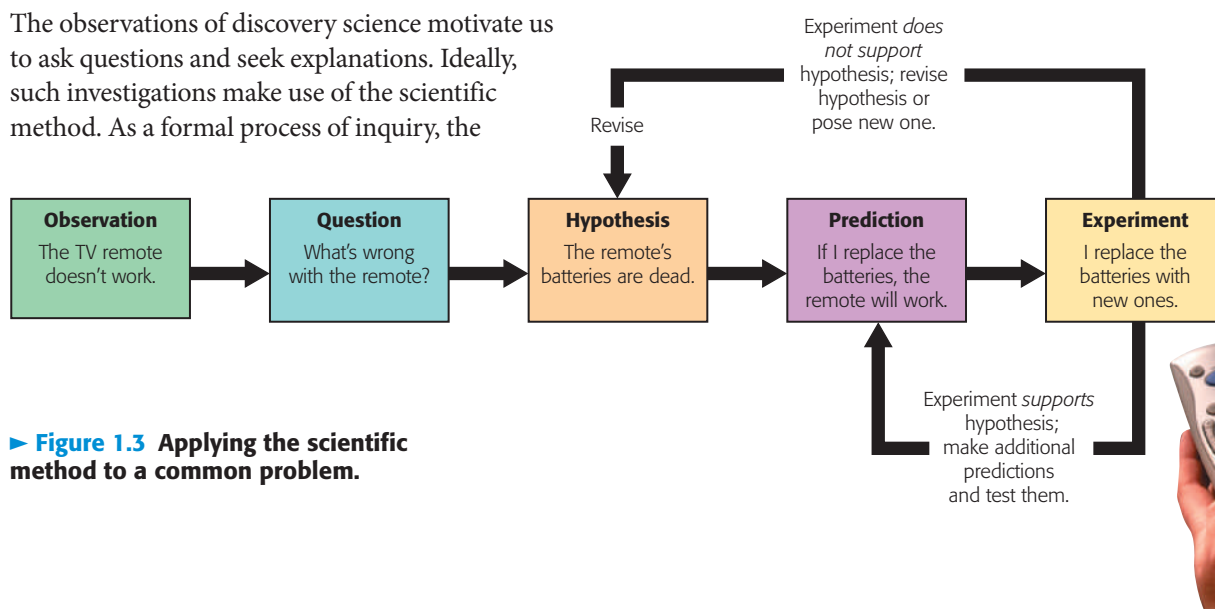 The observations of discovery science motivate us
to ask questions and seek explanations. Ideally,
such investigations make use of the scientific
method. As a formal process of inquiry, the
Experiment does
not support
hypothesis; revise
hypothesis or
pose new one.
Revise
Observation
The TV remote
doesn't work.
Question
What's wrong
with the remote?
Hypothesis
The remote's
batteries are dead.
Prediction
If I replace the
batteries, the
remote will work.
Experiment
I replace the
batteries with
new ones.
Experiment supports
hypothesis;
make additional
predictions
and test them.
► Figure 1.3 Applying the scientific
method to a common problem.